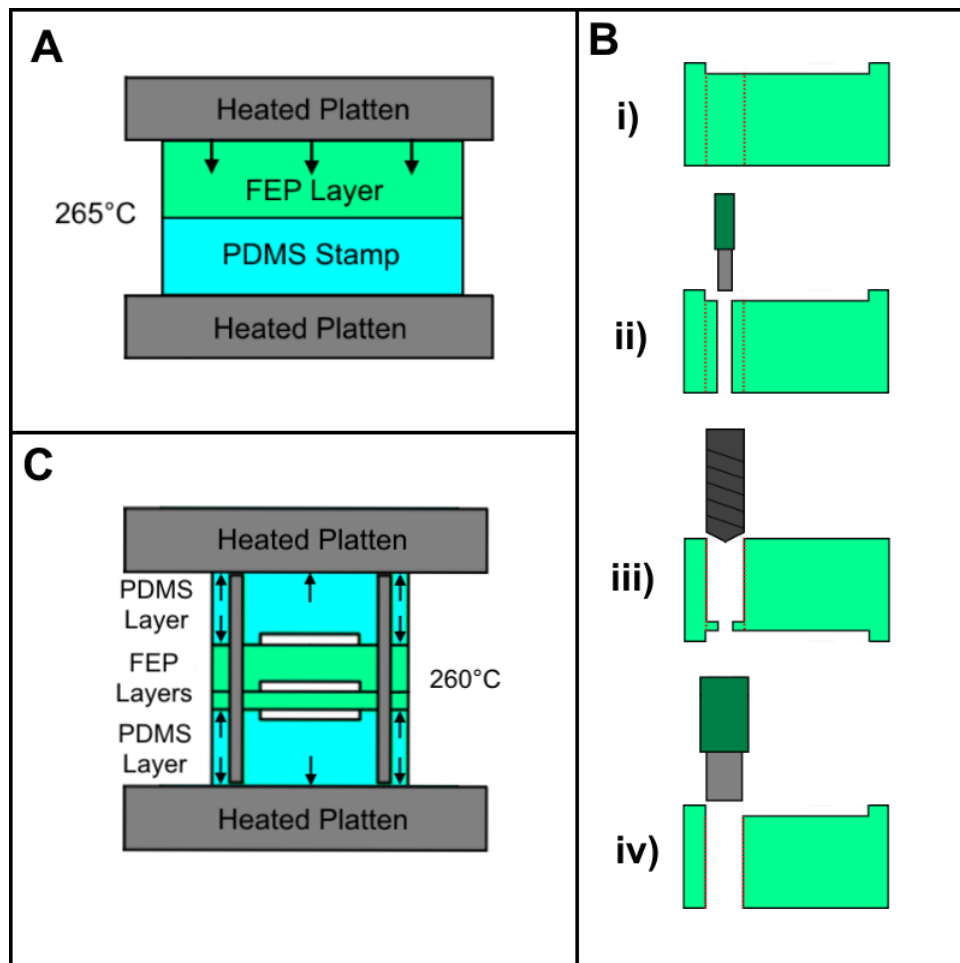 A
Heated Platten
FEP Layer
265°C
PDMS Stamp
Heated Platten
B
i)
ii)
iii)
iv)
C
Heated Platten
PDMS
Layer
FEP
Layers
260°C
PDMS
Layer
Heated Platten